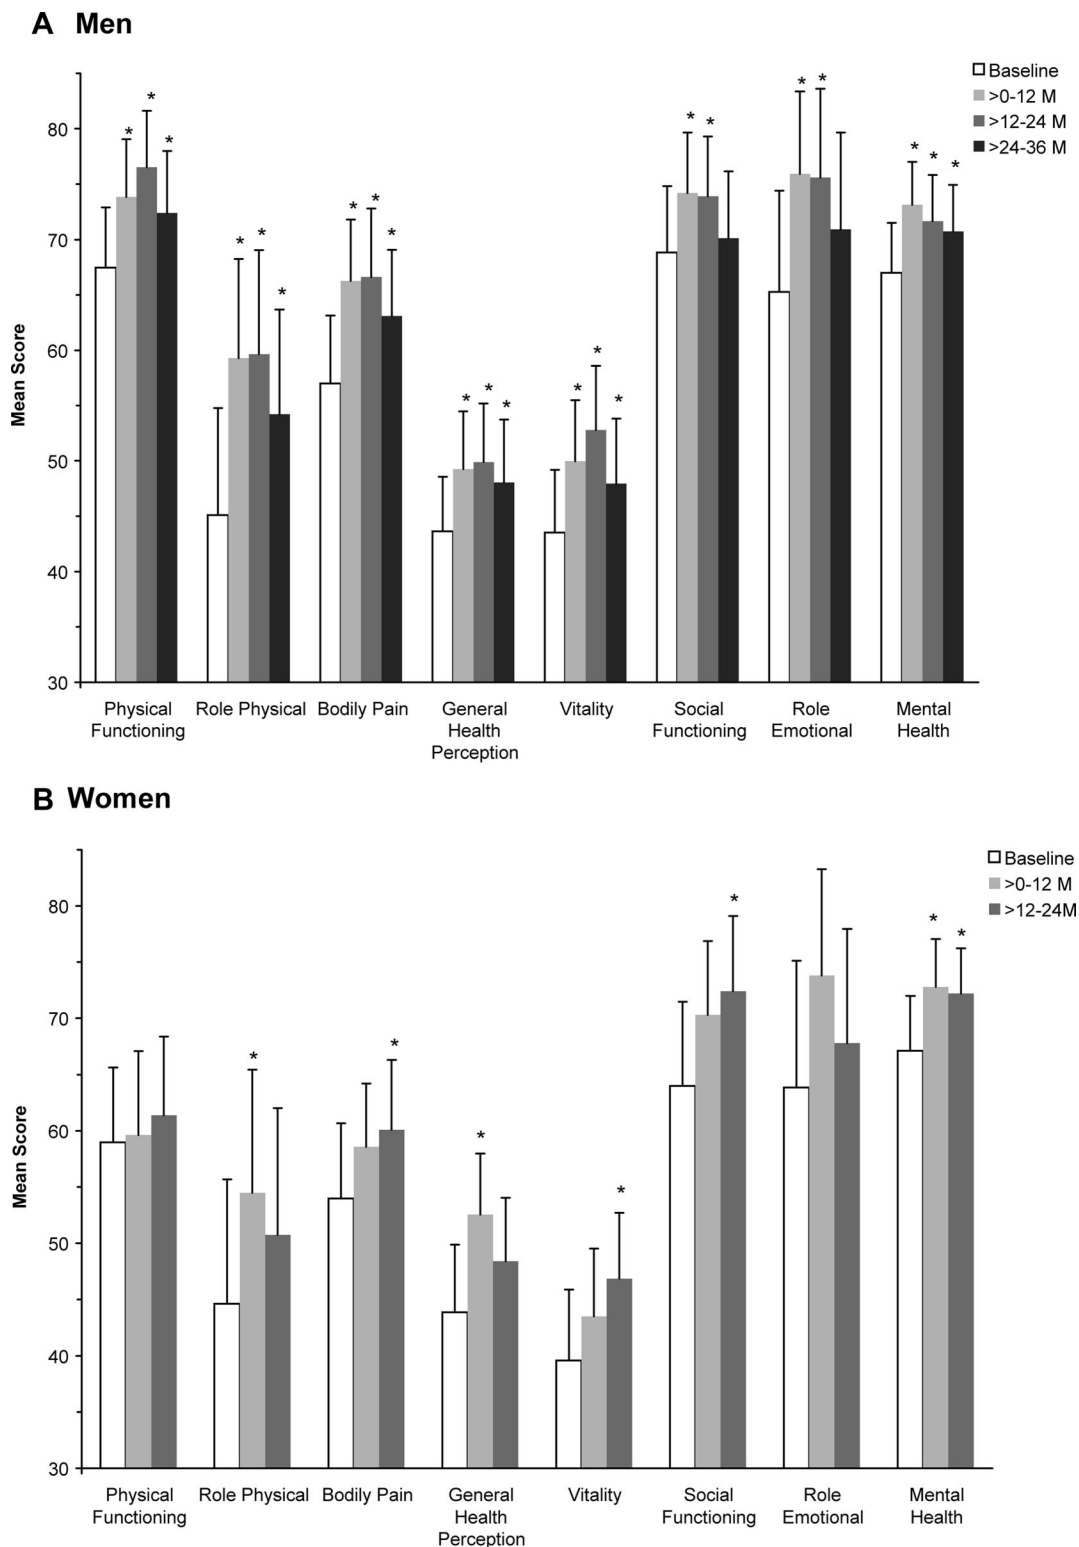 A Men
Baseline
>0-12 M
>12-24 M
>24-36 M
80
70
60
50
40
30
Mean Score
* * * * * * * * * * * * * * * * * * * * * *
Physical Functioning
Role Physical
Bodily Pain
General Health Perception
Vitality
Social Functioning
Role Emotional
Mental Health
B Women
Baseline
>0-12 M
>12-24M
80
70
60
50
40
30
Mean Score
* * * * * * *
Physical Functioning
Role Physical
Bodily Pain
General Health Perception
Vitality
Social Functioning
Role Emotional
Mental Health